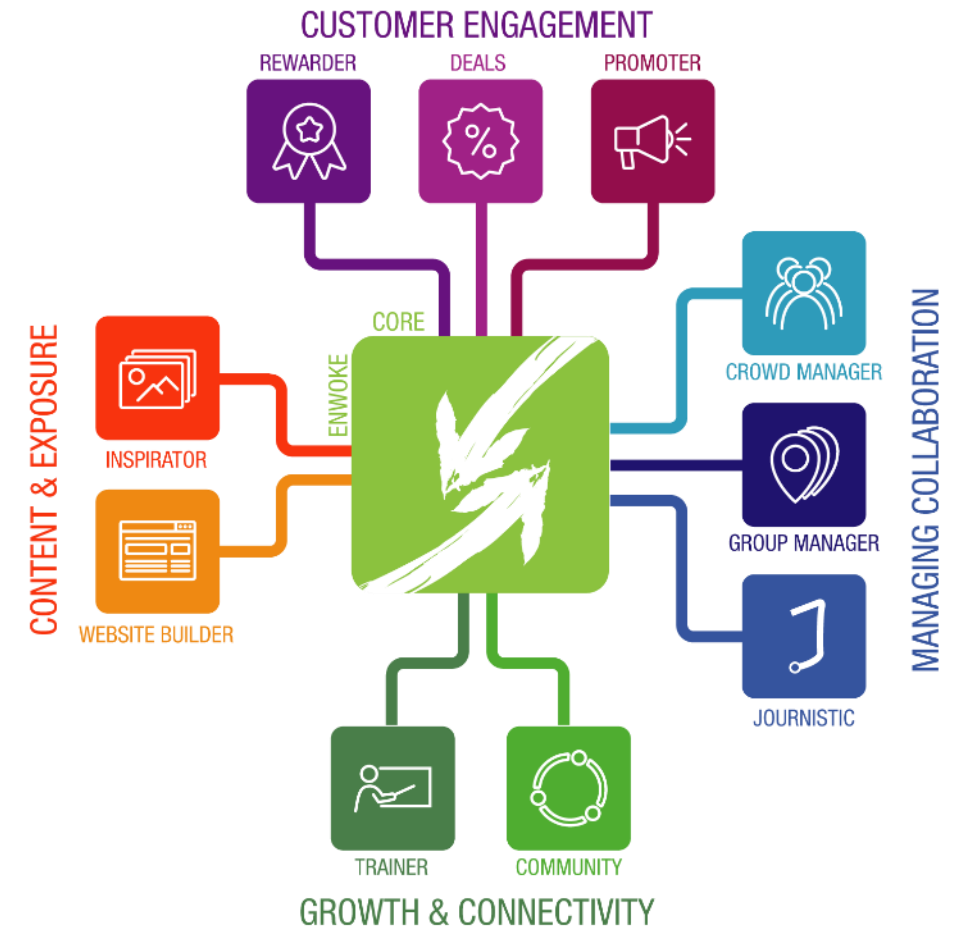 CUSTOMER ENGAGEMENT
REWARDER
DEALS
PROMOTER
%
CORE
ENWOKE
CONTENT & EXPOSURE
INSPIRATOR
WEBSITE BUILDER
CROWD MANAGER
GROUP MANAGER
JOURNISTIC
MANAGING COLLABORATION
TRAINER
COMMUNITY
GROWTH & CONNECTIVITY